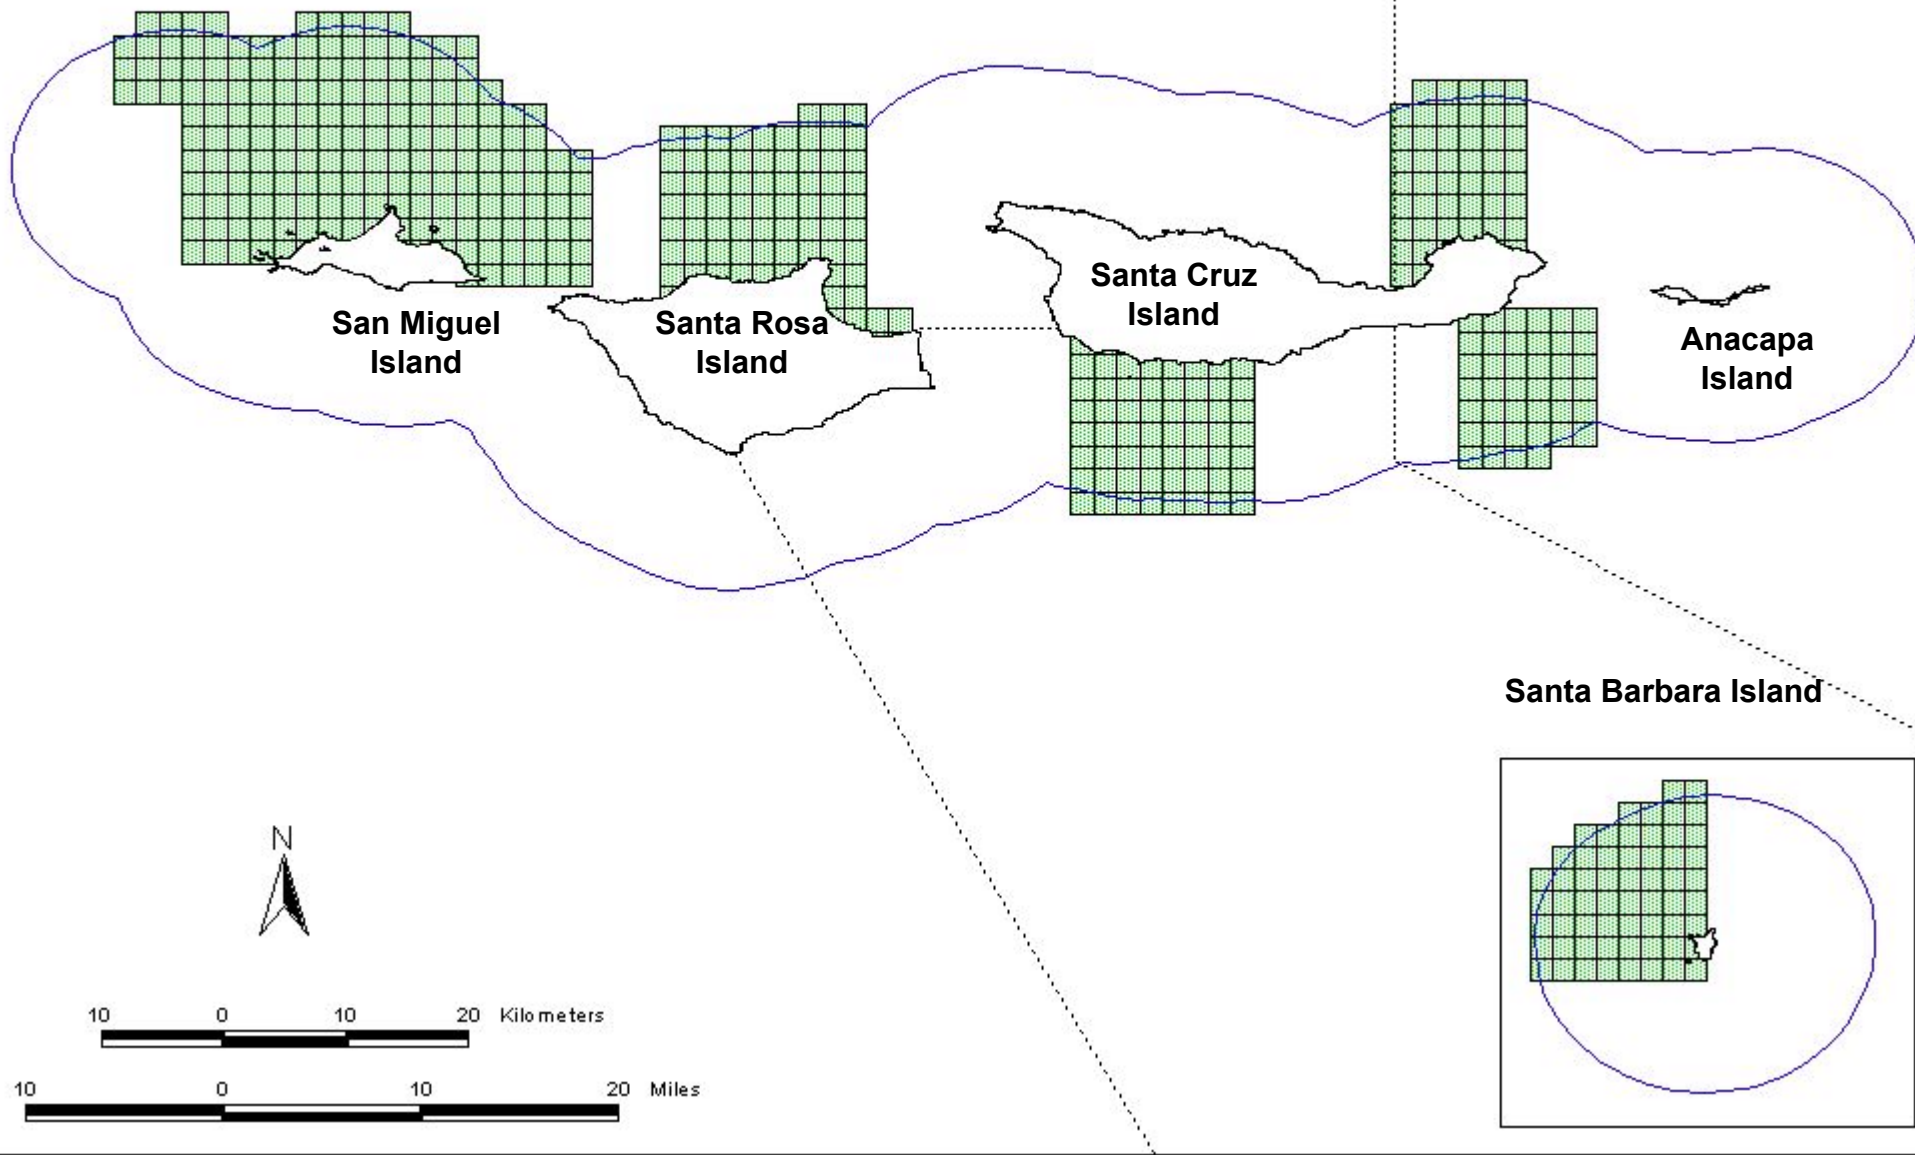 San Miguel
Island
Santa Rosa
Island
Santa Cruz
Island
Anacapa
Island
Santa Barbara Island
N
10 0 10 20 Kilometers
10 0 10 20 Miles